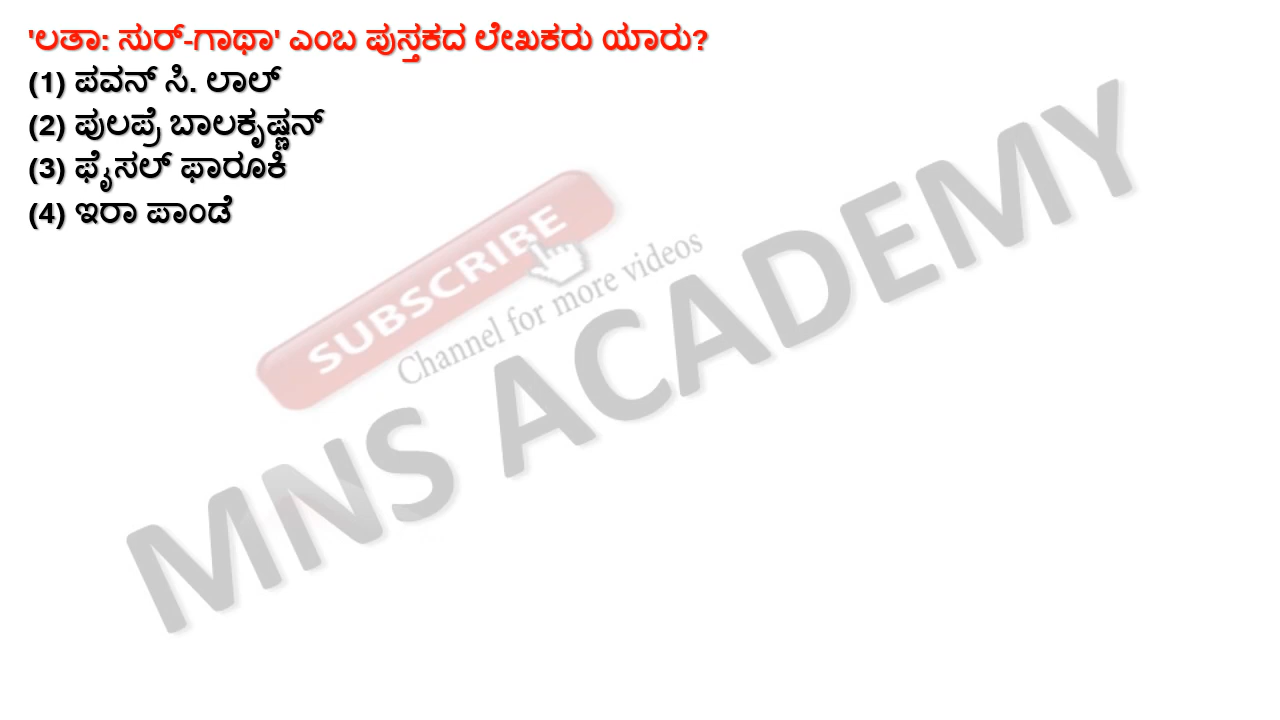 'ಲತಾ: ಸುರ್-ಗಾಥಾ' ಎಂಬ ಪುಸ್ತಕದ ಲೇಖಕರು ಯಾರು?
(1) ಪವನ್ ಸಿ. ಲಾಲ್
(2) ಪುಲಪ್ರೆ ಬಾಲಕೃಷ್ಣನ್
(3) ಫೈಸಲ್ ಫಾರೂಕಿ
(4) ಇರಾ ಪಾಂಡೆ
SUBSCRIBE
Channel for more videos
MNS ACADEMY